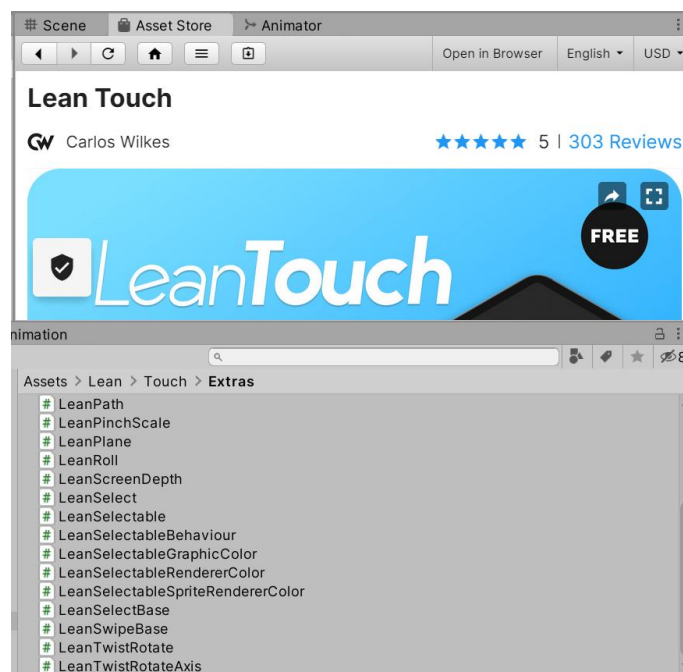 Scene Asset Store Animator
Open in Browser English USD
Lean Touch
CW Carlos Wilkes 5 | 303 Reviews
FREE
LeanTouch
nimation
8
Assets > Lean > Touch > Extras
# LeanPath
# LeanPinchScale
# LeanPlane
# LeanRoll
# LeanScreenDepth
# LeanSelect
# LeanSelectable
# LeanSelectableBehaviour
# LeanSelectableGraphicColor
# LeanSelectableRendererColor
# LeanSelectableSpriteRendererColor
# LeanSelectBase
# LeanSwipeBase
# LeanTwistRotate
# LeanTwistRotateAxis